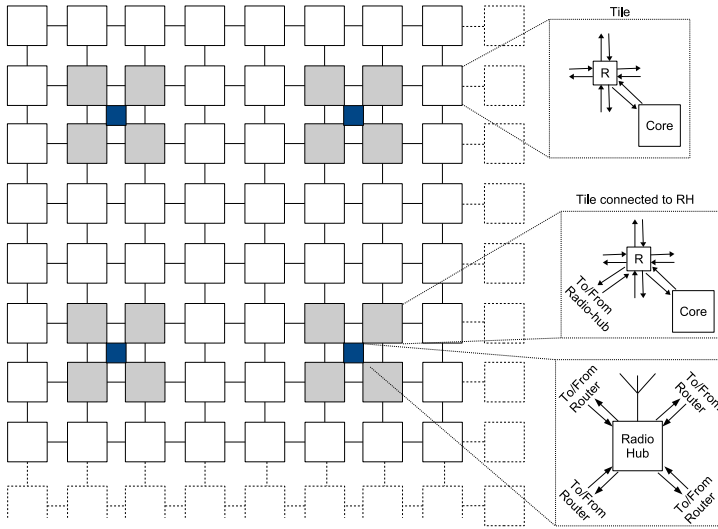 Tile
R
Core
Tile connected to RH
R
To/From
Radio-hub
Core
To/From
Router
To/From
Router
Radio
Hub
To/From
Router
To/From
Router